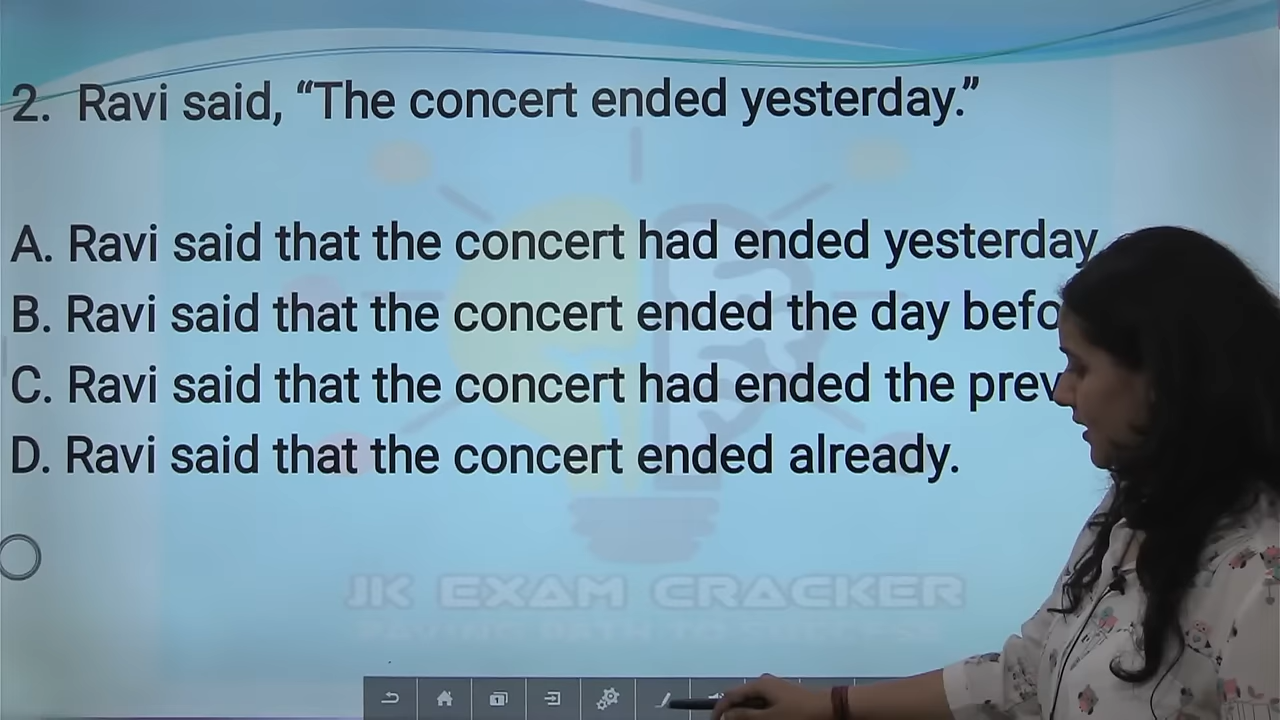 2. Ravi said, “The concert ended yesterday.”
A. Ravi said that the concert had ended yesterday
B. Ravi said that the concert ended the day
C. Ravi said that the concert had ended the
D. Ravi said that the concert ended already.
JK EXAM CRACKER